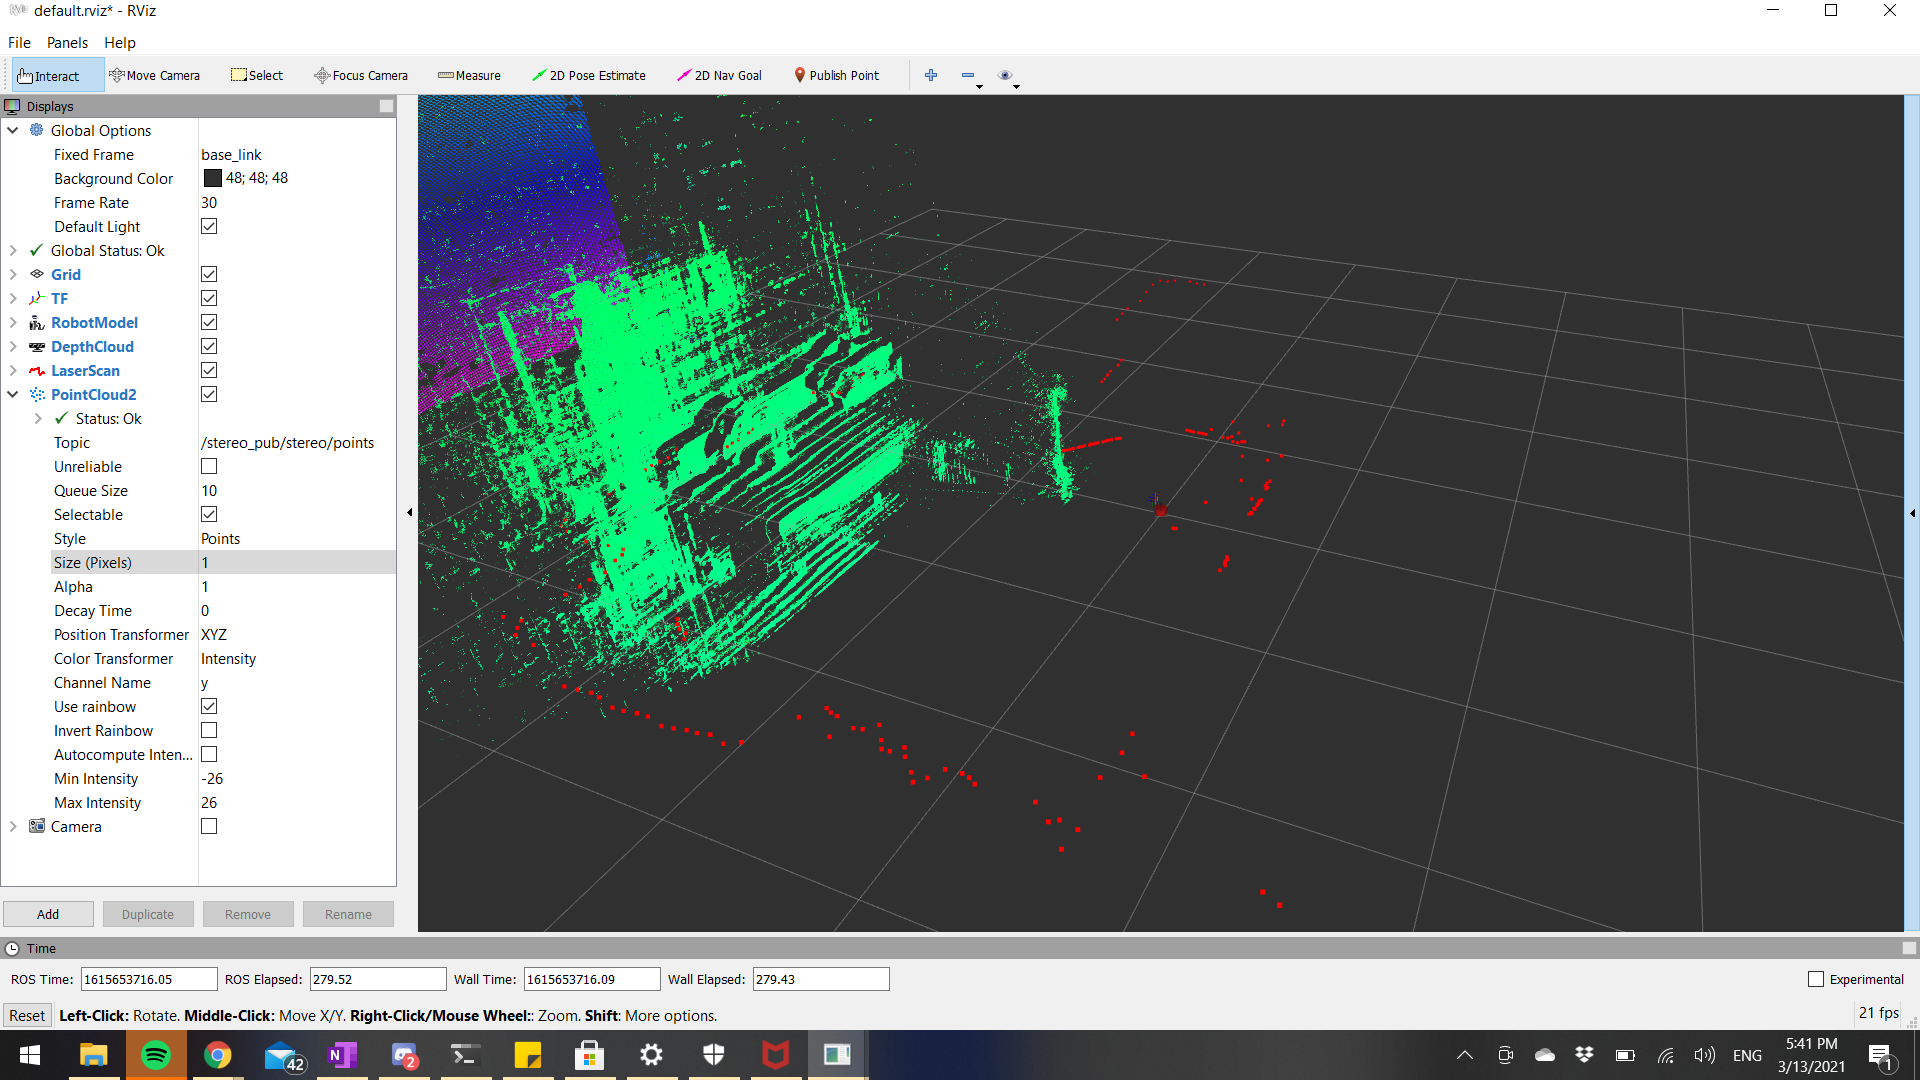 default.rviz* - RViz
File Panels Help
Interact Move Camera Select Focus Camera Measure 2D Pose Estimate 2D Nav Goal Publish Point
Displays
Global Options
Fixed Frame base_link
Background Color 48; 48; 48
Frame Rate 30
Default Light
Global Status: Ok
Grid
TF
RobotModel
DepthCloud
LaserScan
PointCloud2
Status: Ok
Topic /stereo_pub/stereo/points
Unreliable
Queue Size 10
Selectable
Style Points
Size (Pixels) 1
Alpha 1
Decay Time 0
Position Transformer XYZ
Color Transformer Intensity
Channel Name y
Use rainbow
Invert Rainbow
Autocompute Inten...
Min Intensity -26
Max Intensity 26
Camera
Add Duplicate Remove Rename
Time
ROS Time: 1615653716.05 ROS Elapsed: 279.52 Wall Time: 1615653716.09 Wall Elapsed: 279.43 Experimental
Reset Left-Click: Rotate. Middle-Click: Move X/Y. Right-Click/Mouse Wheel:: Zoom. Shift: More options. 21 fps
42 N 2 ENG 5:41 PM 1
3/13/2021